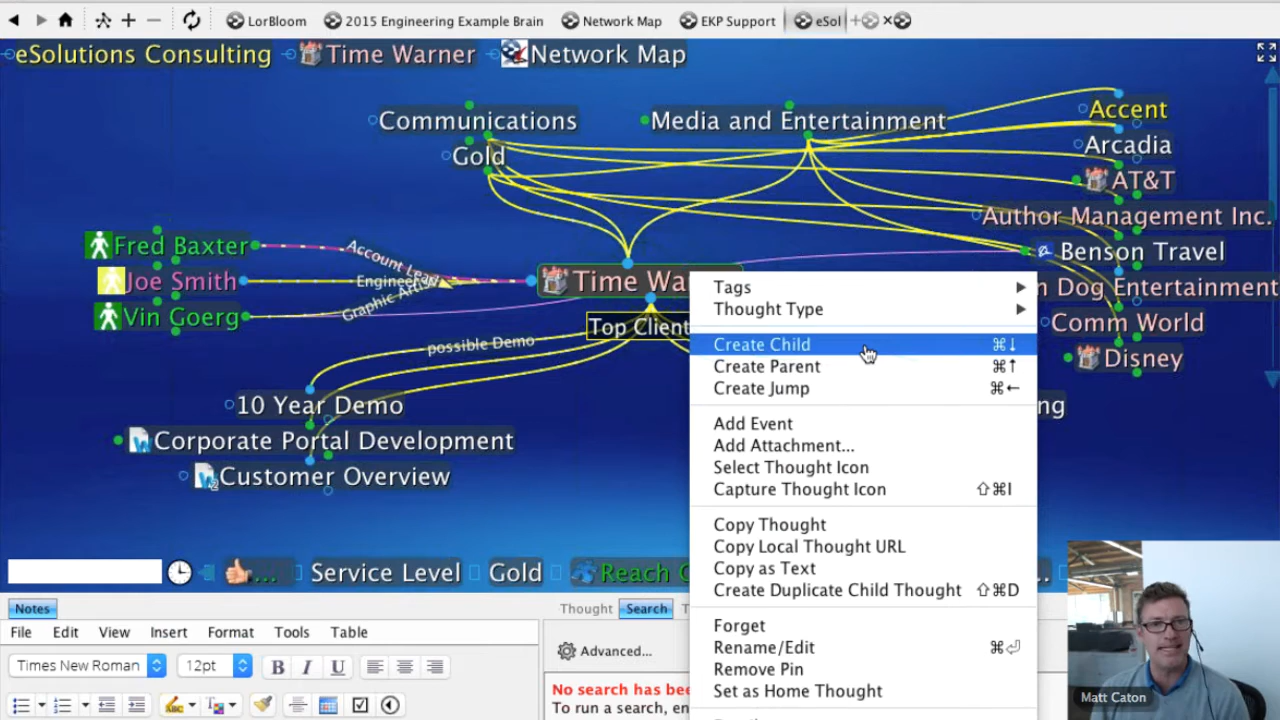 LorBloom
2015 Engineering Example Brain
Network Map
EKP Support
eSol
eSolutions Consulting
Time Warner
Network Map
Communications
Media and Entertainment
Accent
Gold
Arcadia
AT&T
Author Management Inc.
Fred Baxter
Account Lead
Benson Travel
Joe Smith
Engineer
Time Wa
n Dog Entertainment
Vin Goerg
Graphic Artist
Top Client
Comm World
possible Demo
Disney
10 Year Demo
ng
Corporate Portal Development
Customer Overview
Tags
Thought Type
Create Child ⌘↓
Create Parent ⌘↑
Create Jump ⌘←
Add Event
Add Attachment...
Select Thought Icon
Capture Thought Icon ⇧⌘I
Copy Thought
Copy Local Thought URL
Copy as Text
Create Duplicate Child Thought ⇧⌘D
Forget
Rename/Edit ⌘⏎
Remove Pin
Set as Home Thought
...
Service Level
Gold
Reach
..
Notes
Thought
Search
T
File Edit View Insert Format Tools Table
Advanced...
Times New Roman 12pt B I U
No search has bee
To run a search, en
ABC
T
Matt Caton